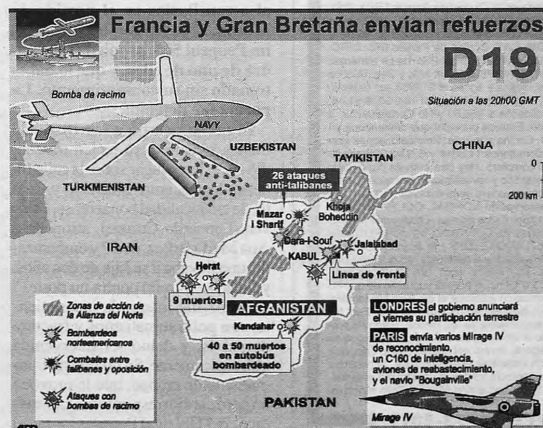 Francia y Gran Bretaña envían refuerzos
D19
Situación a las 20h00 GMT
Bomba de racimo
NAVY
UZBEKISTAN
TAYIKISTAN
CHINA
0
200 km
TURKMENISTAN
26 ataques
anti-talibanes
Mazar
i Sharif
Khoja
Boheddin
Dara-i-Souf
KABUL
Jalalabad
IRAN
Herat
Línea de frente
9 muertos
AFGANISTAN
Kandahar
40 a 50 muertos
en autobús
bombardeado
PAKISTAN
Zonas de acción de
la Alianza del Norte
Bombardeos
norteamericanos
Combates entre
talibanes y oposición
Ataques con
bombas de racimo
LONDRES el gobierno anunciará
el viernes su participación terrestre
PARIS envía varios Mirage IV
de reconocimiento,
un C160 de inteligencia,
aviones de reabastecimiento,
y el navío "Bougainville"
Mirage IV
AFP